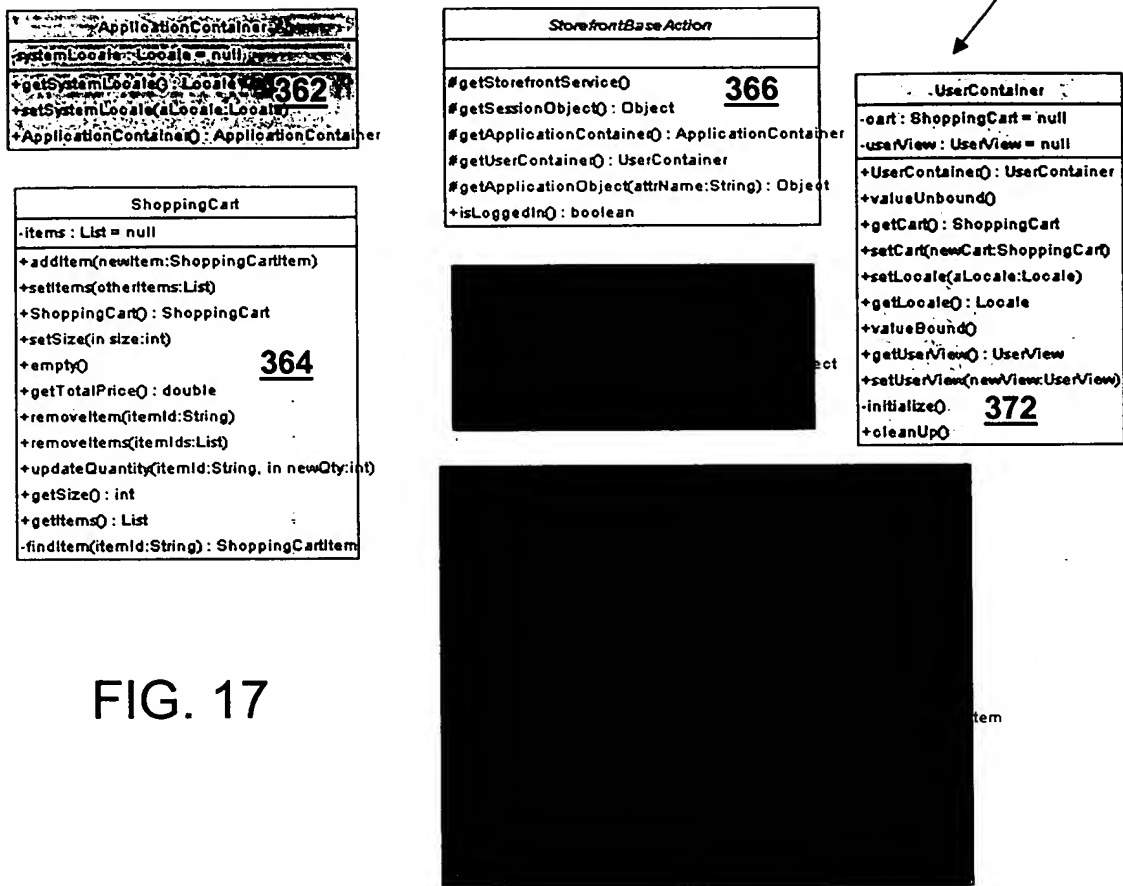 ApplicationContainer
-systemLocale : Locale = null
+getSystemLocale() : Locale
362
+setSystemLocale(aLocale:Locale)
+ApplicationContainer() : ApplicationContainer
StorefrontBaseAction
#getStorefrontService()
366
#getSessionObject() : Object
#getApplicationContainer() : ApplicationContainer
#getUserContainer() : UserContainer
#getApplicationObject(attrName:String) : Object
+isLoggedIn() : boolean
UserContainer
-cart : ShoppingCart = null
-userView : UserView = null
+UserContainer() : UserContainer
+valueUnbound()
+getCart() : ShoppingCart
+setCart(newCart:ShoppingCart)
+setLocale(aLocale:Locale)
+getLocale() : Locale
+valueBound()
+getUserView() : UserView
+setUserView(newView:UserView)
-initialize()
372
+cleanUp()
ShoppingCart
-items : List = null
+addItem(newItem:ShoppingCartItem)
+setItems(otherItems:List)
+ShoppingCart() : ShoppingCart
+setSize(in size:int)
+empty()
364
+getTotalPrice() : double
+removeItem(itemId:String)
+removeItems(itemIds:List)
+updateQuantity(itemId:String, in newQty:int)
+getSize() : int
+getItems() : List
-findItem(itemId:String) : ShoppingCartItem
ect
tem
FIG. 17